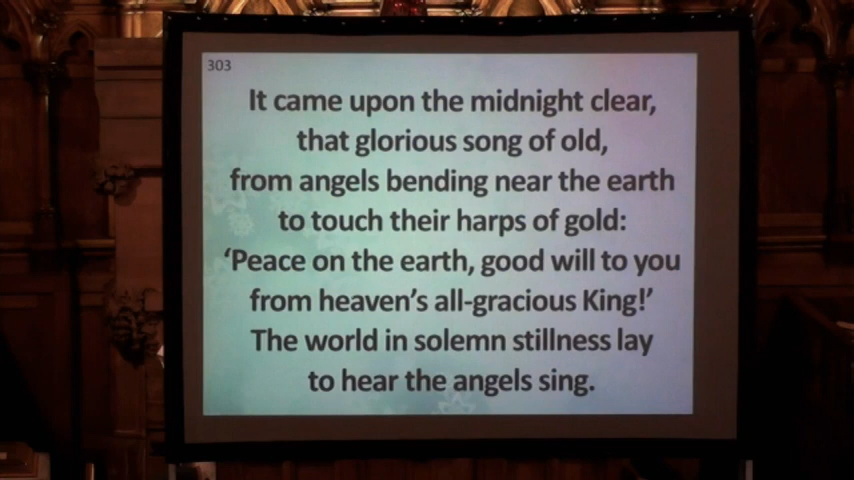 303
It came upon the midnight clear,
that glorious song of old,
from angels bending near the earth
to touch their harps of gold:
‘Peace on the earth, good will to you
from heaven’s all-gracious King!’
The world in solemn stillness lay
to hear the angels sing.